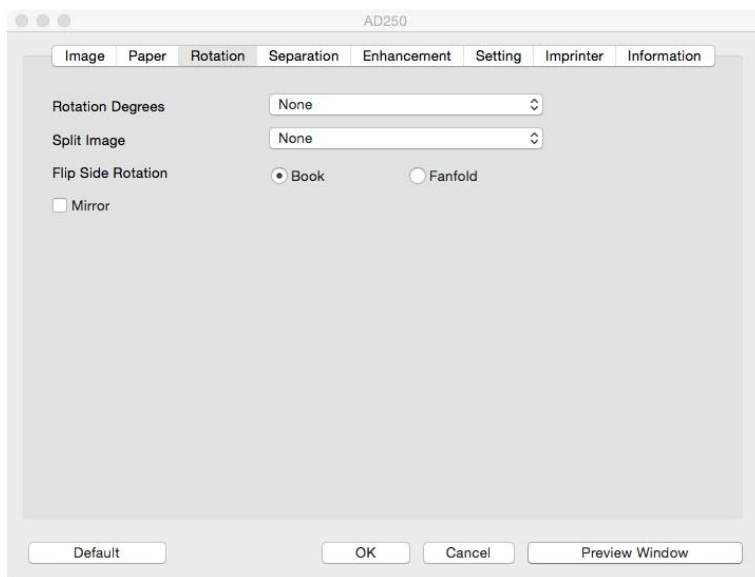 AD250
Image Paper Rotation Separation Enhancement Setting Imprinter Information
Rotation Degrees None
Split Image None
Flip Side Rotation Book Fanfold
Mirror
Default OK Cancel Preview Window